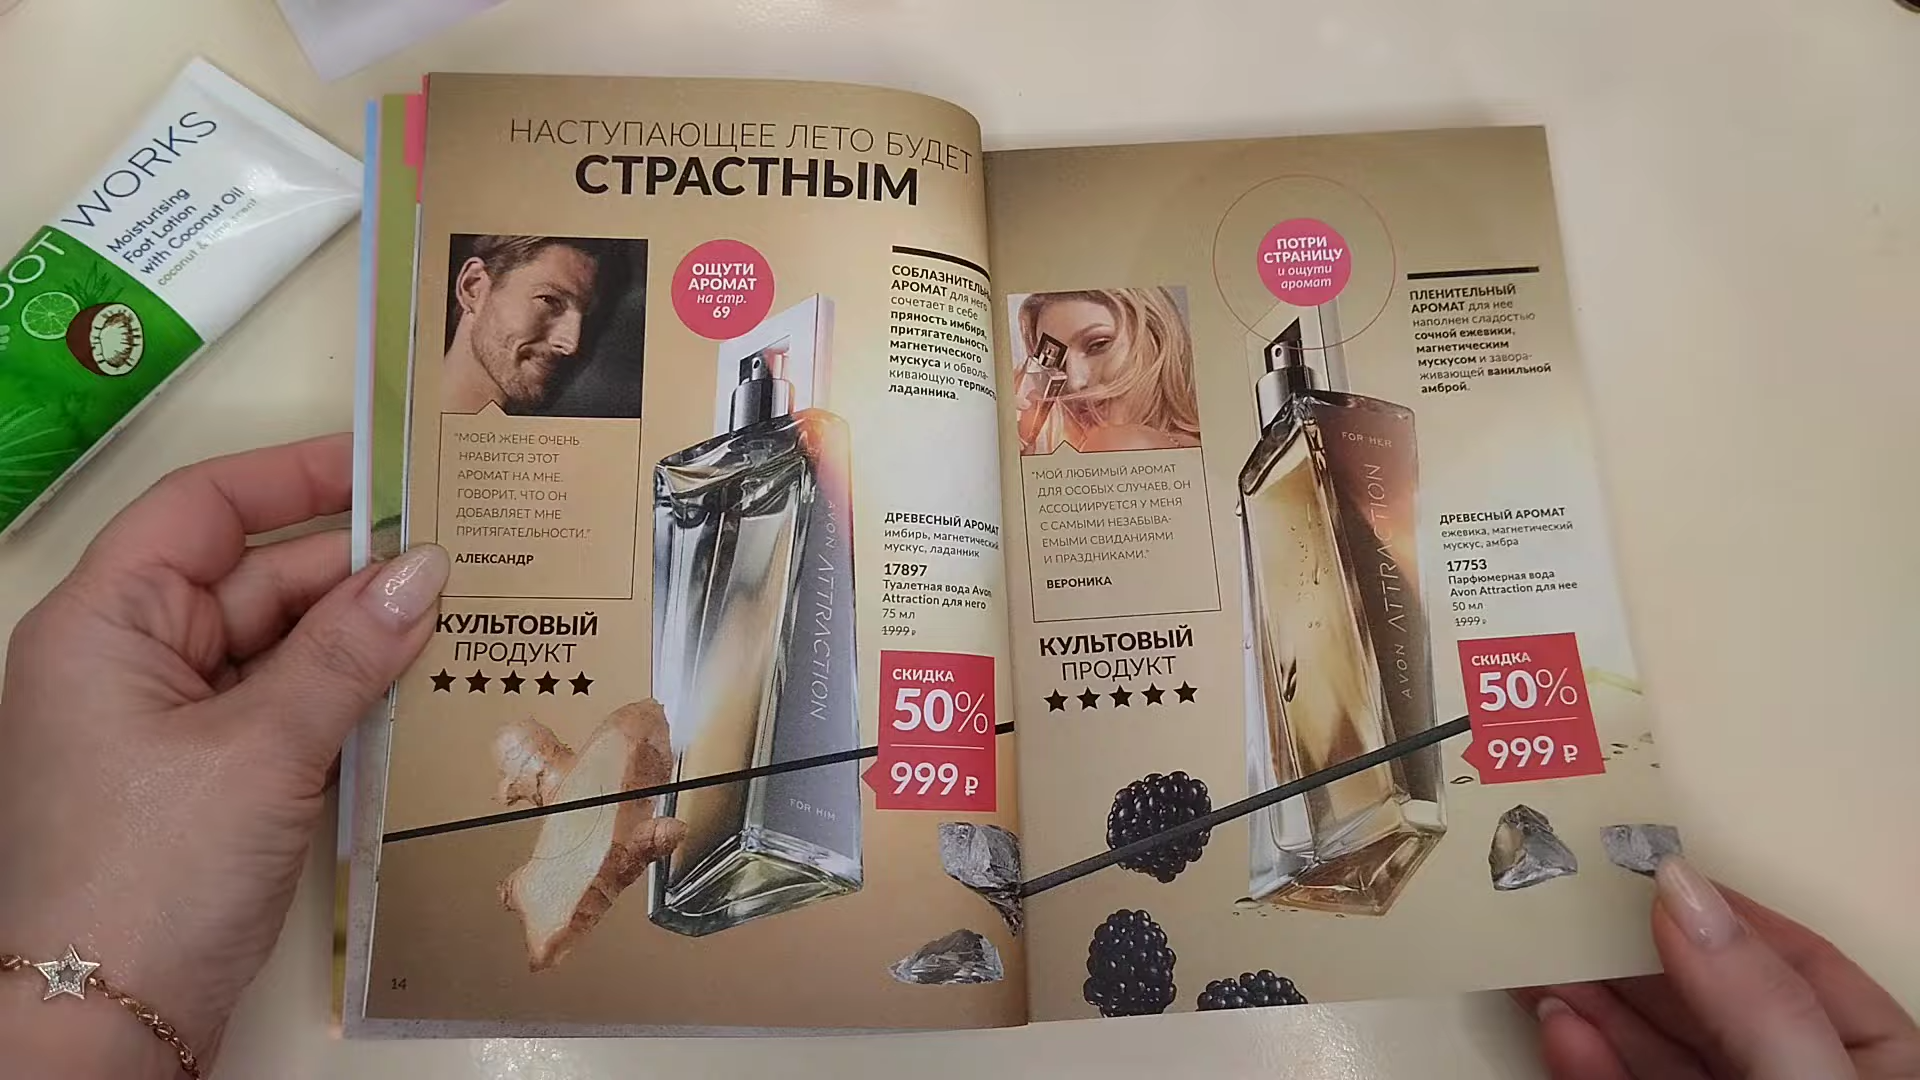 WORKS
Moisturising
Foot Lotion
with Coconut Oil
coconut & lime scent
НАСТУПАЮЩЕЕ ЛЕТО БУДЕТ
СТРАСТНЫМ
ОЩУТИ
АРОМАТ
на стр.
69
СОБЛАЗНИТЕЛЬН
АРОМАТ для него
сочетает в себе
пряность имбиря,
притягательность
магнетического
мускуса и обвола-
кивающую терпкость
ладанника.
"МОЕЙ ЖЕНЕ ОЧЕНЬ
НРАВИТСЯ ЭТОТ
АРОМАТ НА МНЕ.
ГОВОРИТ, ЧТО ОН
ДОБАВЛЯЕТ МНЕ
ПРИТЯГАТЕЛЬНОСТИ."
АЛЕКСАНДР
КУЛЬТОВЫЙ
ПРОДУКТ
AVON ATTRACTION
FOR HIM
ДРЕВЕСНЫЙ АРОМАТ
имбирь, магнетический
мускус, ладанник
17897
Туалетная вода Avon
Attraction для него
75 мл
1999 ₽
СКИДКА
50%
999 ₽
14
ПОТРИ
СТРАНИЦУ
и ощути
аромат
ПЛЕНИТЕЛЬНЫЙ
АРОМАТ для нее
наполнен сладостью
сочной ежевики,
магнетическим
мускусом и завора-
живающей ванильной
амброй.
"МОЙ ЛЮБИМЫЙ АРОМАТ
ДЛЯ ОСОБЫХ СЛУЧАЕВ. ОН
АССОЦИИРУЕТСЯ У МЕНЯ
С САМЫМИ НЕЗАБЫВА-
ЕМЫМИ СВИДАНИЯМИ
И ПРАЗДНИКАМИ."
ВЕРОНИКА
КУЛЬТОВЫЙ
ПРОДУКТ
FOR HER
AVON ATTRACTION
ДРЕВЕСНЫЙ АРОМАТ
ежевика, магнетический
мускус, амбра
17753
Парфюмерная вода
Avon Attraction для нее
50 мл
1999 ₽
СКИДКА
50%
999 ₽